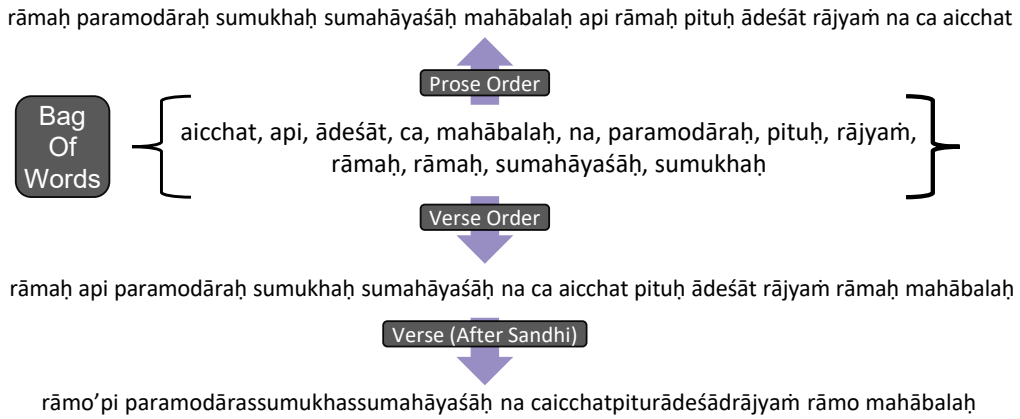 rāmaḥ paramodāraḥ sumukhaḥ sumahāyaśāḥ mahābalaḥ api rāmaḥ pituḥ ādeśāt rājyaṁ na ca aicchat
Prose Order
Bag
Of
Words
aicchat, api, ādeśāt, ca, mahābalaḥ, na, paramodāraḥ, pituḥ, rājyaṁ,
rāmaḥ, rāmaḥ, sumahāyaśāḥ, sumukhaḥ
Verse Order
rāmaḥ api paramodāraḥ sumukhaḥ sumahāyaśāḥ na ca aicchat pituḥ ādeśāt rājyaṁ rāmaḥ mahābalaḥ
Verse (After Sandhi)
rāmo’pi paramodārassumukhassumahāyaśāḥ na caicchatpiturādeśādrājyaṁ rāmo mahābalaḥ